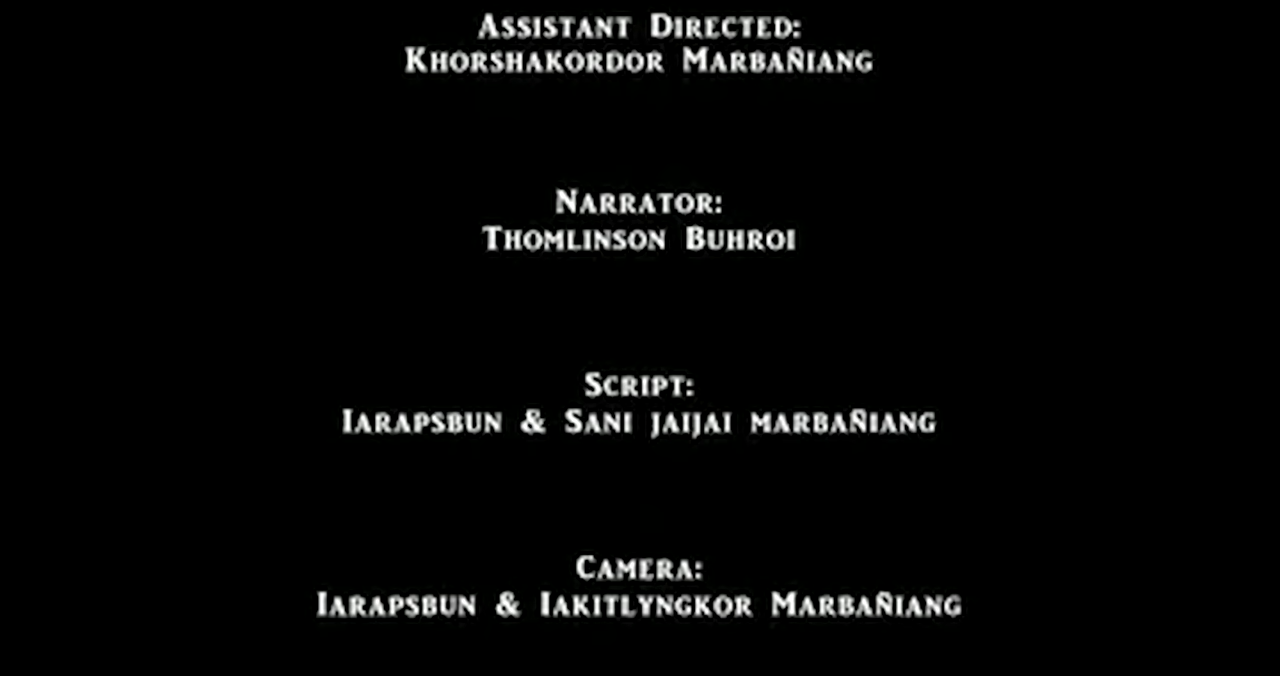 Assistant Directed:
Khorshakordor Marbañiang
Narrator:
Thomlinson Buhroi
Script:
Iarapsbun & Sani jaijai marbañiang
Camera:
Iarapsbun & Iakitlyngkor Marbañiang